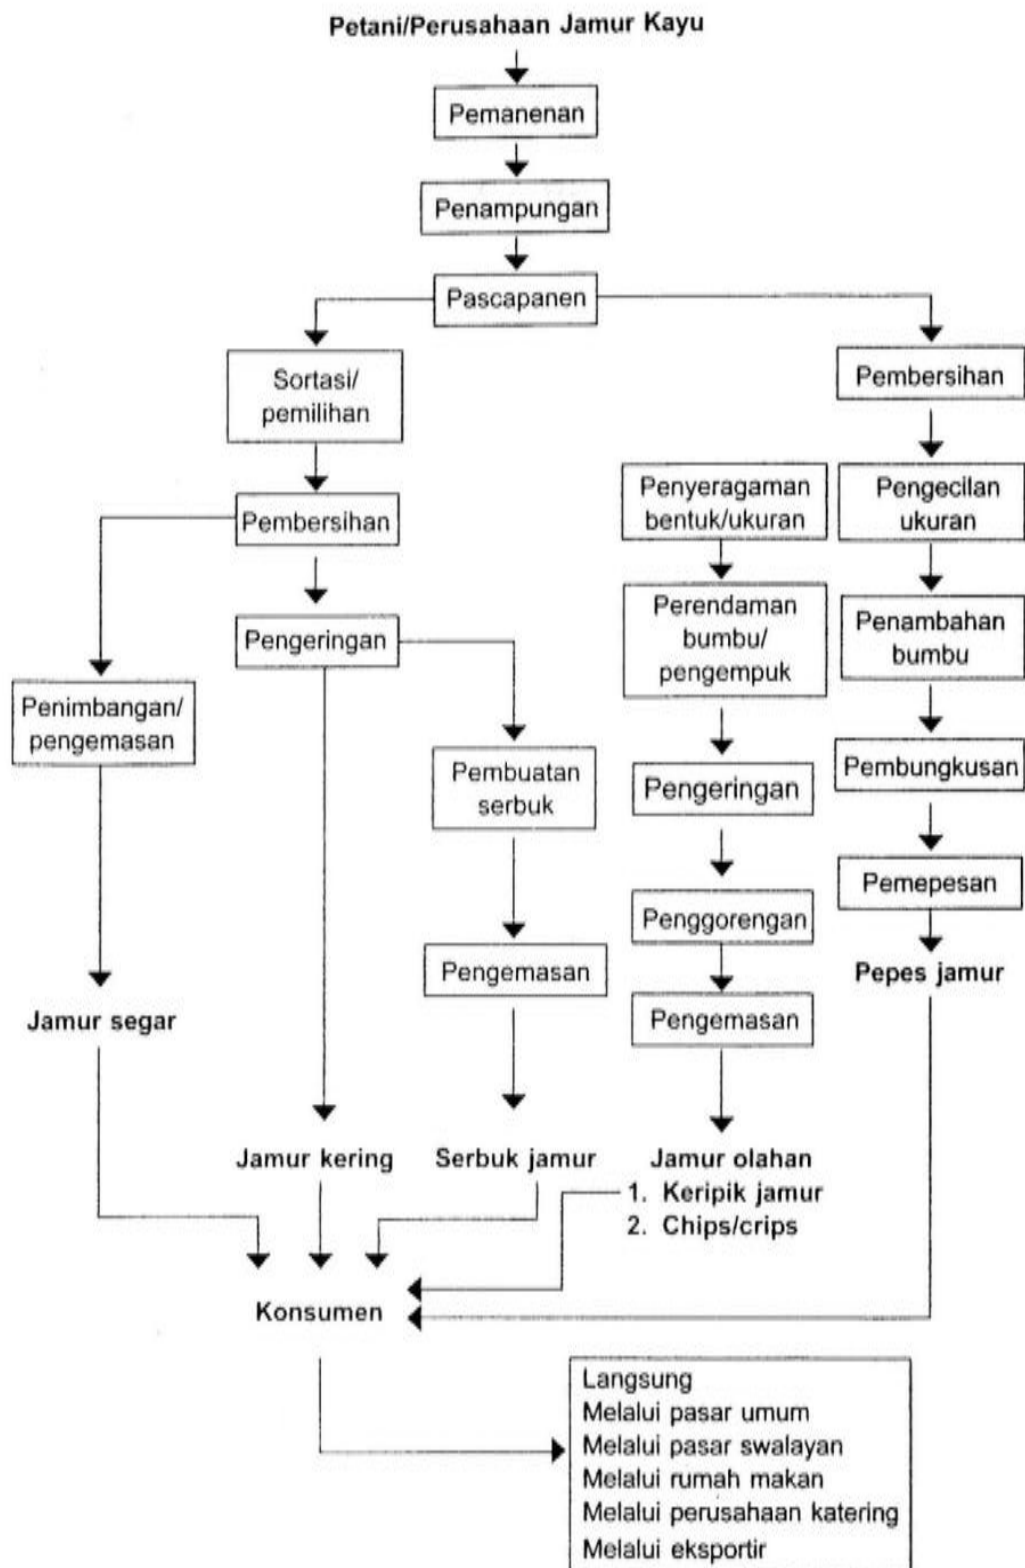 Petani/Perusahaan Jamur Kayu
Pemanenan
Penampungan
Pascapanen
Sortasi/
pemilihan
Pembersihan
Pembersihan
Penyeragaman
bentuk/ukuran
Pengecilan
ukuran
Pengeringan
Perendaman
bumbu/
pengempuk
Penambahan
bumbu
Penimbangan/
pengemasan
Pembuatan
serbuk
Pengeringan
Pembungkusan
Pemepesan
Penggorengan
Pengemasan
Pepes jamur
Jamur segar
Pengemasan
Jamur kering
Serbuk jamur
Jamur olahan
1. Keripik jamur
2. Chips/crips
Konsumen
Langsung
Melalui pasar umum
Melalui pasar swalayan
Melalui rumah makan
Melalui perusahaan katering
Melalui eksportir